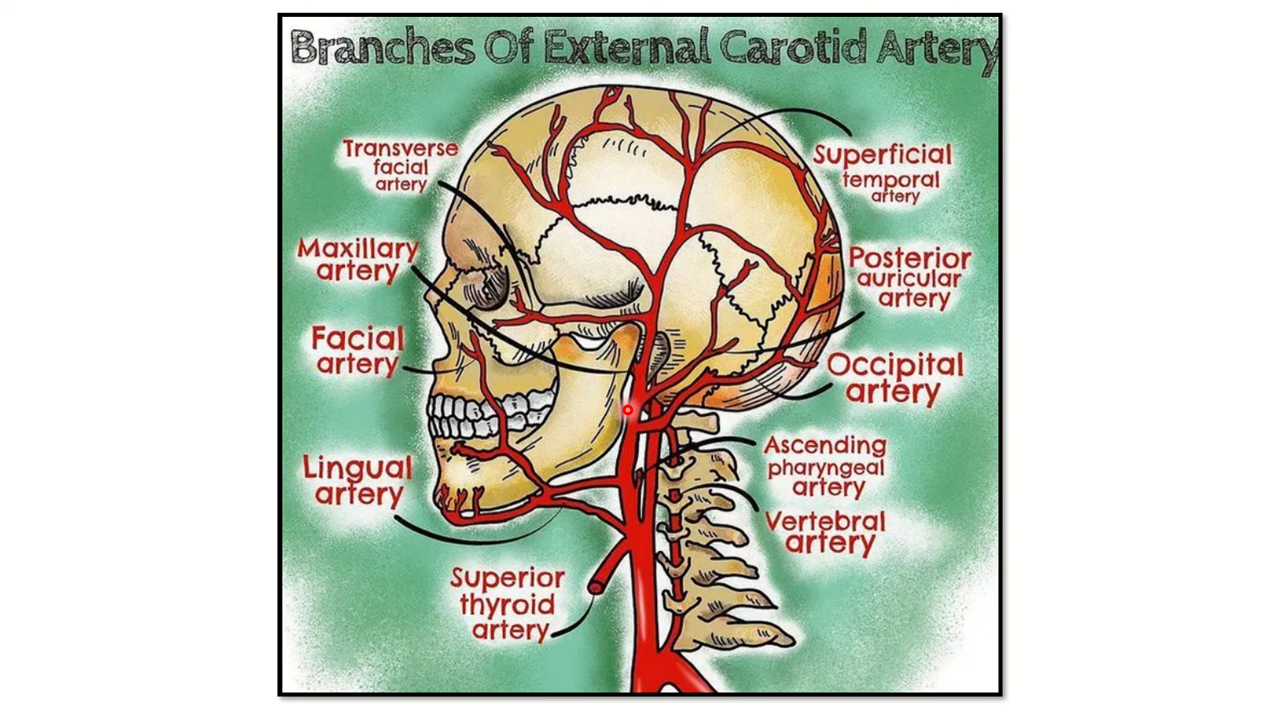 Branches Of External Carotid Artery
Transverse
facial
artery
Superficial
temporal
artery
Maxillary
artery
Posterior
auricular
artery
Facial
artery
Occipital
artery
Lingual
artery
Ascending
pharyngeal
artery
Vertebral
artery
Superior
thyroid
artery